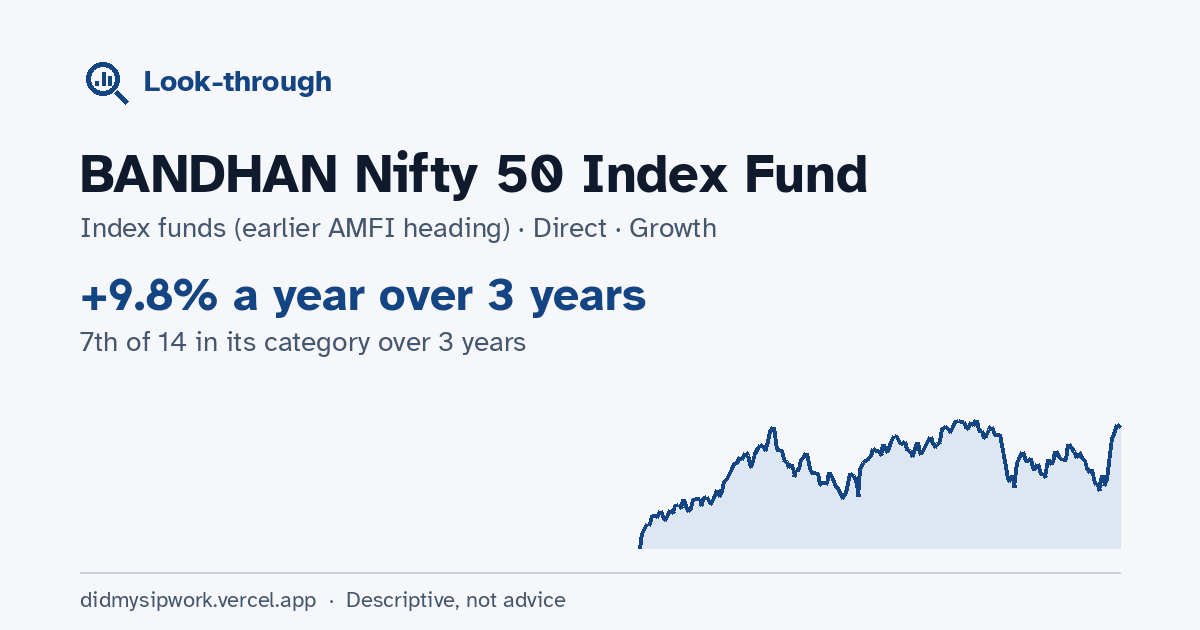 Look-through
BANDHAN Nifty 50 Index Fund
Index funds (earlier AMFI heading) · Direct · Growth
+9.8% a year over 3 years
7th of 14 in its category over 3 years
didmysipwork.vercel.app · Descriptive, not advice